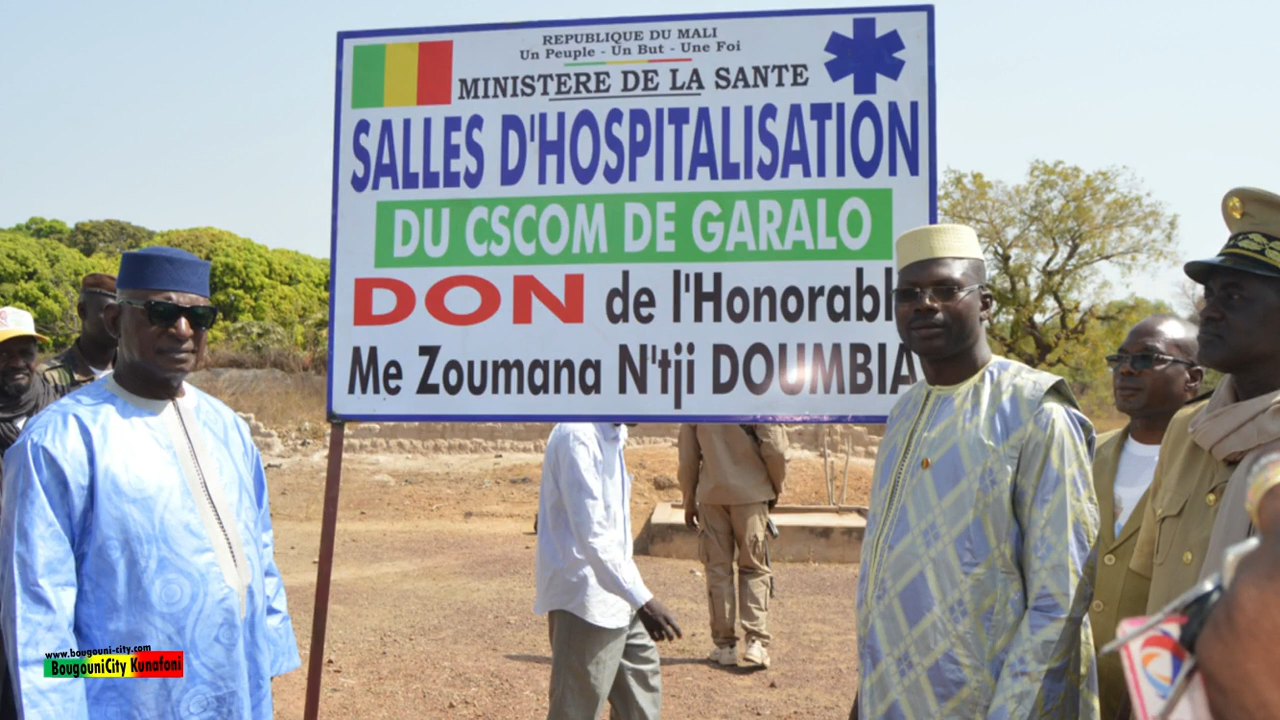 REPUBLIQUE DU MALI
Un Peuple - Un But - Une Foi
MINISTERE DE LA SANTE
SALLES D'HOSPITALISATION
DU CSCOM DE GARALO
DON de l'Honorabl
Me Zoumana N'tji DOUMBIA
www.bougouni-city.com
BougouniCity Kunafoni